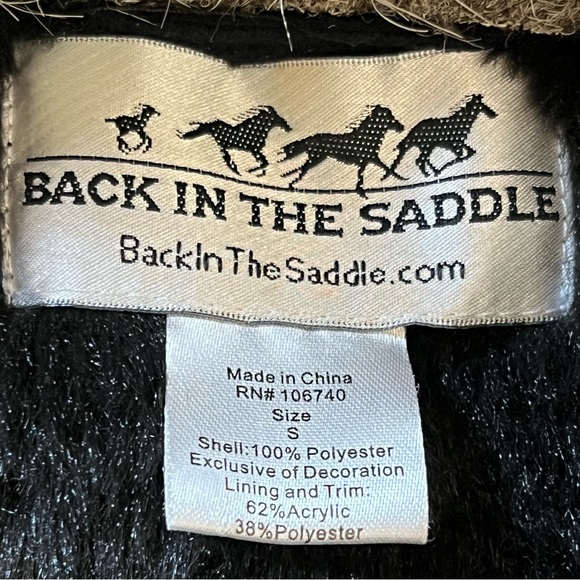 BACK IN THE SADDLE
BackInTheSaddle.com
Made in China
RN# 106740
Size
S
Shell:100% Polyester
Exclusive of Decoration
Lining and Trim:
62%Acrylic
38%Polyester